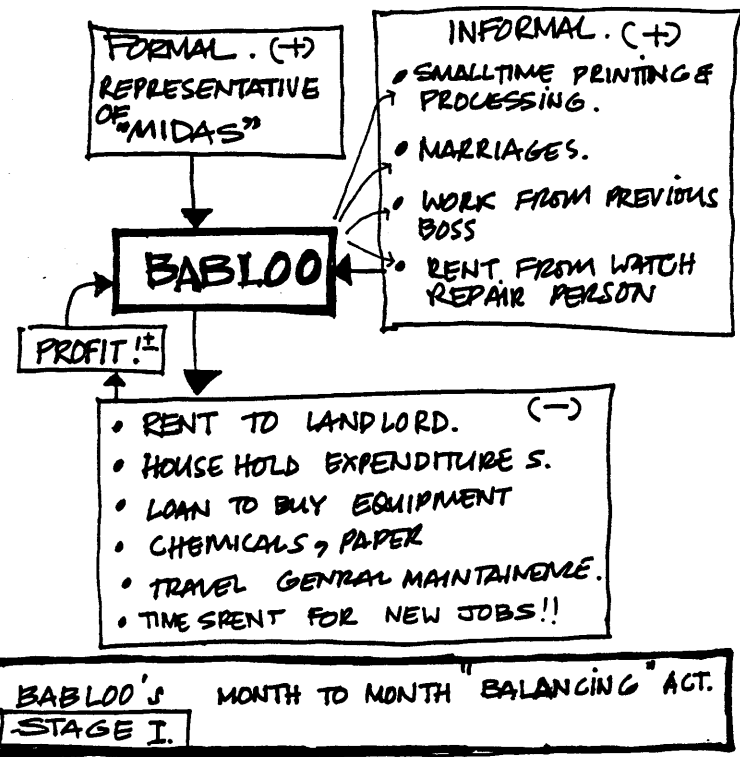 FORMAL. (+)
REPRESENTATIVE
OF
"MIDAS"
INFORMAL. (+)
• SMALLTIME PRINTING &
PROCESSING.
• MARRIAGES.
• WORK FROM PREVIOUS
BOSS
• RENT FROM WATCH
REPAIR PERSON
BABLOO
PROFIT!±
(-)
• RENT TO LANDLORD.
• HOUSE HOLD EXPENDITURE S.
• LOAN TO BUY EQUIPMENT
• CHEMICALS, PAPER
• TRAVEL GENRAL MAINTAINENCE.
• TIME SPENT FOR NEW JOBS!!
BABLOO'S MONTH TO MONTH "BALANCING" ACT.
STAGE I.